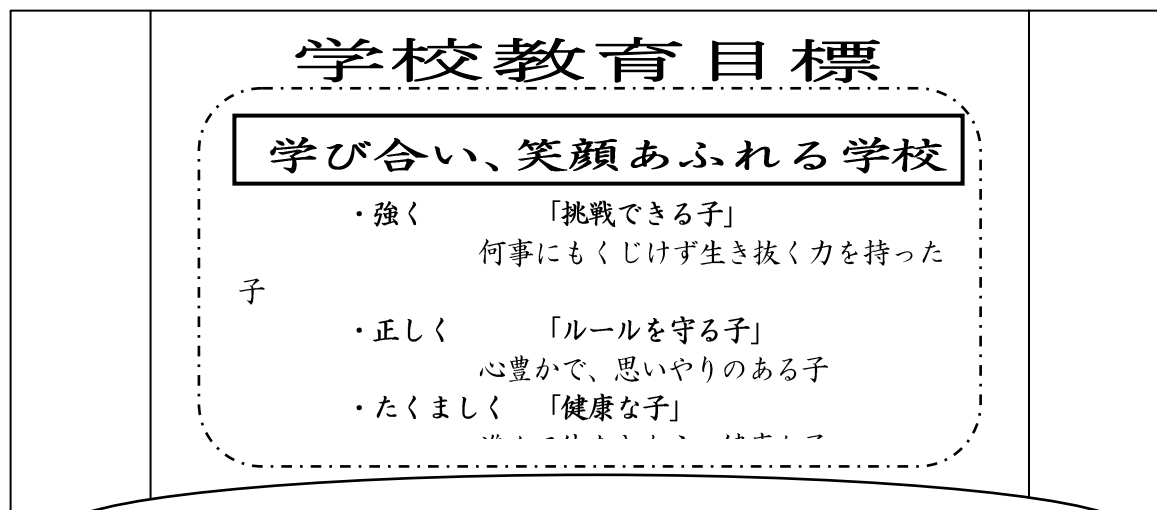 学校教育目標
学び合い、笑顔あふれる学校
・強く　「挑戦できる子」
何事にもくじけず生き抜く力を持った
子
・正しく　「ルールを守る子」
心豊かで、思いやりのある子
・たくましく　「健康な子」